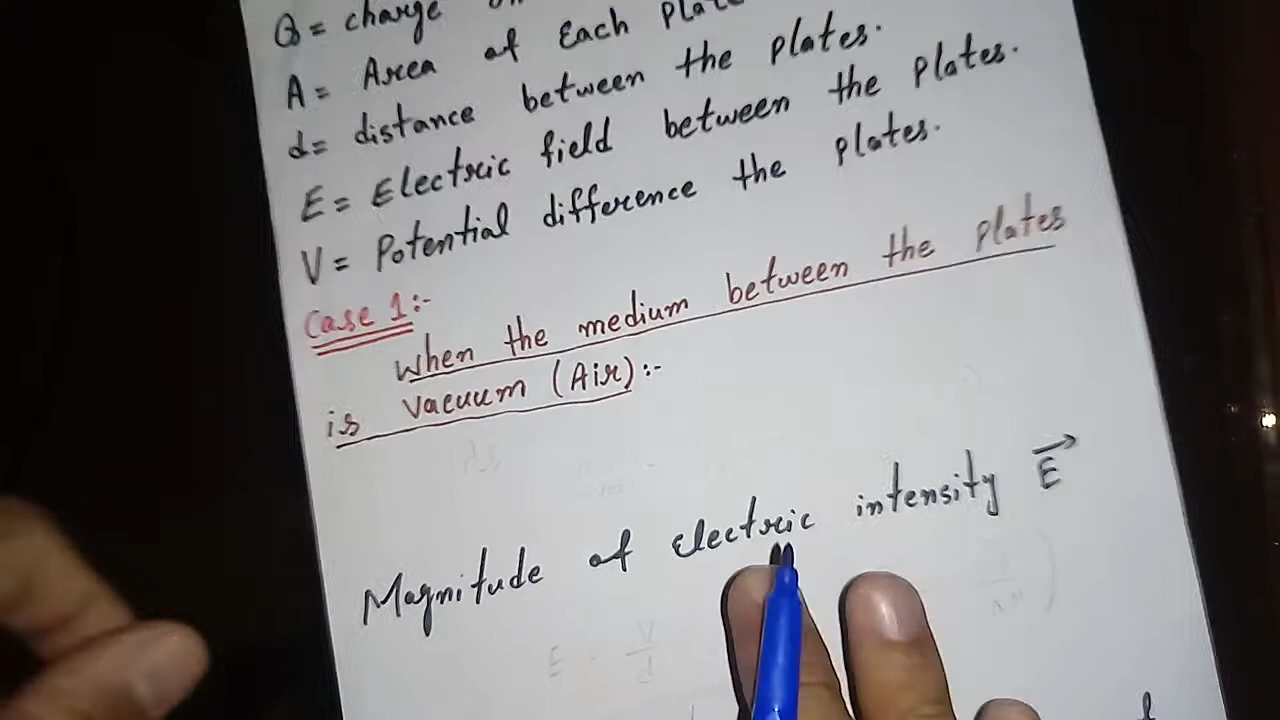 Q = charge
A = Area of Each
d= distance between the plates.
E= Electric field between the plates.
V= Potential difference the plates.
Case 1:-
When the medium between the plates
is vacuum (Air):-
Magnitude of electric intensity E
E = V/d